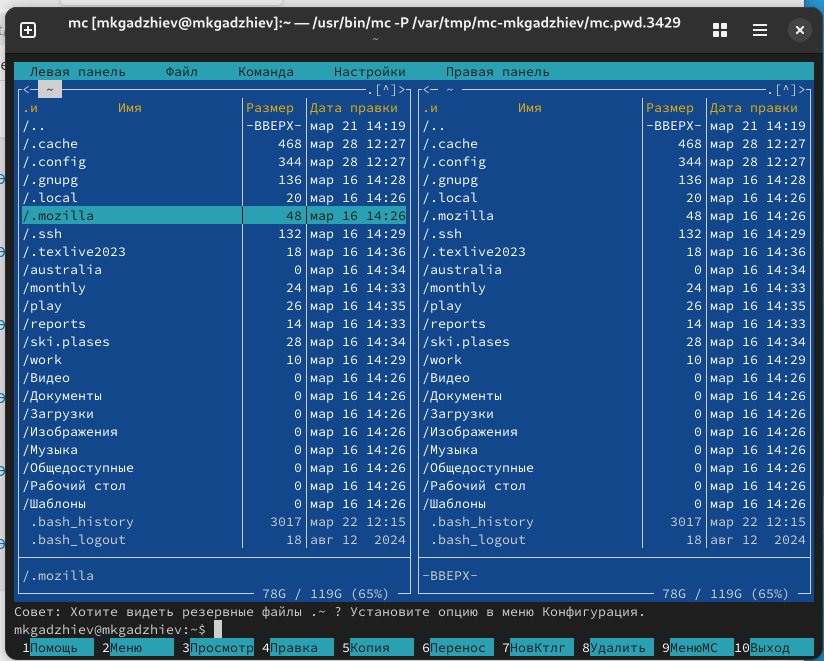 mc [mkgadzhiev@mkgadzhiev]:~ — /usr/bin/mc -P /var/tmp/mc-mkgadzhiev/mc.pwd.3429
~
Левая панель Файл Команда Настройки Правая панель
<— ~ .[^]> <— ~ .[^]>
.и Имя Размер Дата правки .и Имя Размер Дата правки
/.. -ВВЕРХ- мар 21 14:19 /.. -ВВЕРХ- мар 21 14:19
/.cache 468 мар 28 12:27 /.cache 468 мар 28 12:27
/.config 344 мар 28 12:27 /.config 344 мар 28 12:27
/.gnupg 136 мар 16 14:28 /.gnupg 136 мар 16 14:28
/.local 20 мар 16 14:26 /.local 20 мар 16 14:26
/.mozilla 48 мар 16 14:26 /.mozilla 48 мар 16 14:26
/.ssh 132 мар 16 14:29 /.ssh 132 мар 16 14:29
/.texlive2023 18 мар 16 14:36 /.texlive2023 18 мар 16 14:36
/australia 0 мар 16 14:34 /australia 0 мар 16 14:34
/monthly 24 мар 16 14:33 /monthly 24 мар 16 14:33
/play 26 мар 16 14:35 /play 26 мар 16 14:35
/reports 14 мар 16 14:33 /reports 14 мар 16 14:33
/ski.plases 28 мар 16 14:34 /ski.plases 28 мар 16 14:34
/work 10 мар 16 14:29 /work 10 мар 16 14:29
/Видео 0 мар 16 14:26 /Видео 0 мар 16 14:26
/Документы 0 мар 16 14:26 /Документы 0 мар 16 14:26
/Загрузки 0 мар 16 14:26 /Загрузки 0 мар 16 14:26
/Изображения 0 мар 16 14:26 /Изображения 0 мар 16 14:26
/Музыка 0 мар 16 14:26 /Музыка 0 мар 16 14:26
/Общедоступные 0 мар 16 14:26 /Общедоступные 0 мар 16 14:26
/Рабочий стол 0 мар 16 14:26 /Рабочий стол 0 мар 16 14:26
/Шаблоны 0 мар 16 14:26 /Шаблоны 0 мар 16 14:26
.bash_history 3017 мар 22 12:15 .bash_history 3017 мар 22 12:15
.bash_logout 18 авг 12 2024 .bash_logout 18 авг 12 2024
/.mozilla -ВВЕРХ-
78G / 119G (65%) 78G / 119G (65%)
Совет: Хотите видеть резервные файлы .~ ? Установите опцию в меню Конфигурация.
mkgadzhiev@mkgadzhiev:~$
1Помощь 2Меню 3Просмотр 4Правка 5Копия 6Перенос 7НовКтлг 8Удалить 9МенюMC 10Выход